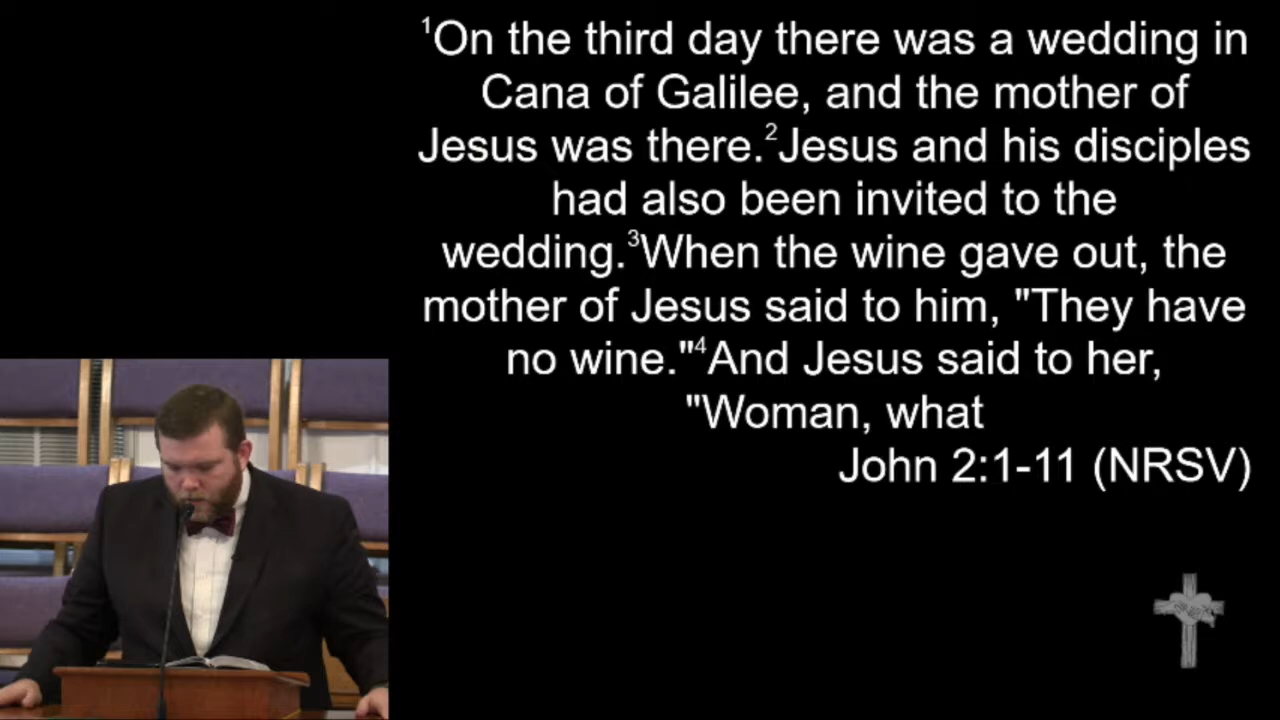 ¹On the third day there was a wedding in
Cana of Galilee, and the mother of
Jesus was there.²Jesus and his disciples
had also been invited to the
wedding.³When the wine gave out, the
mother of Jesus said to him, "They have
no wine."⁴And Jesus said to her,
"Woman, what
John 2:1-11 (NRSV)